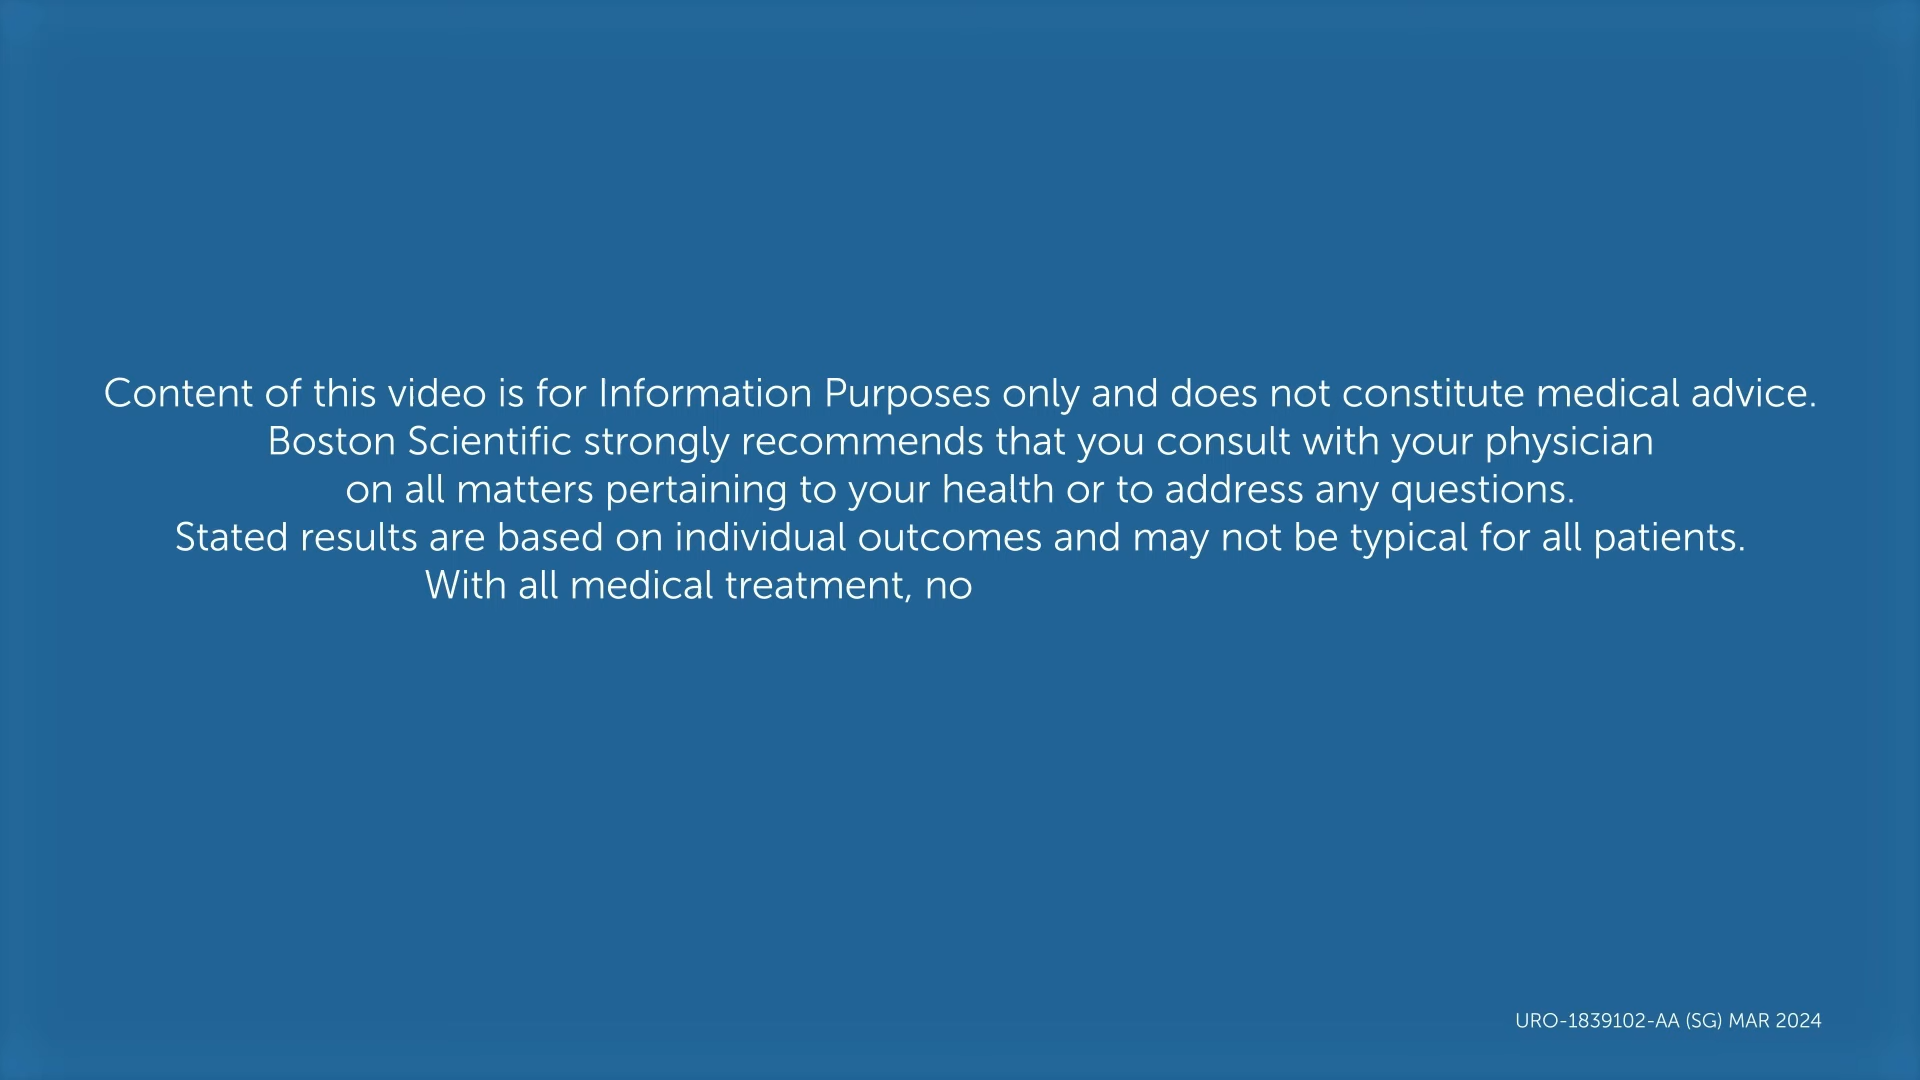 Content of this video is for Information Purposes only and does not constitute medical advice.
Boston Scientific strongly recommends that you consult with your physician
on all matters pertaining to your health or to address any questions.
Stated results are based on individual outcomes and may not be typical for all patients.
With all medical treatment, no
URO-1839102-AA (SG) MAR 2024